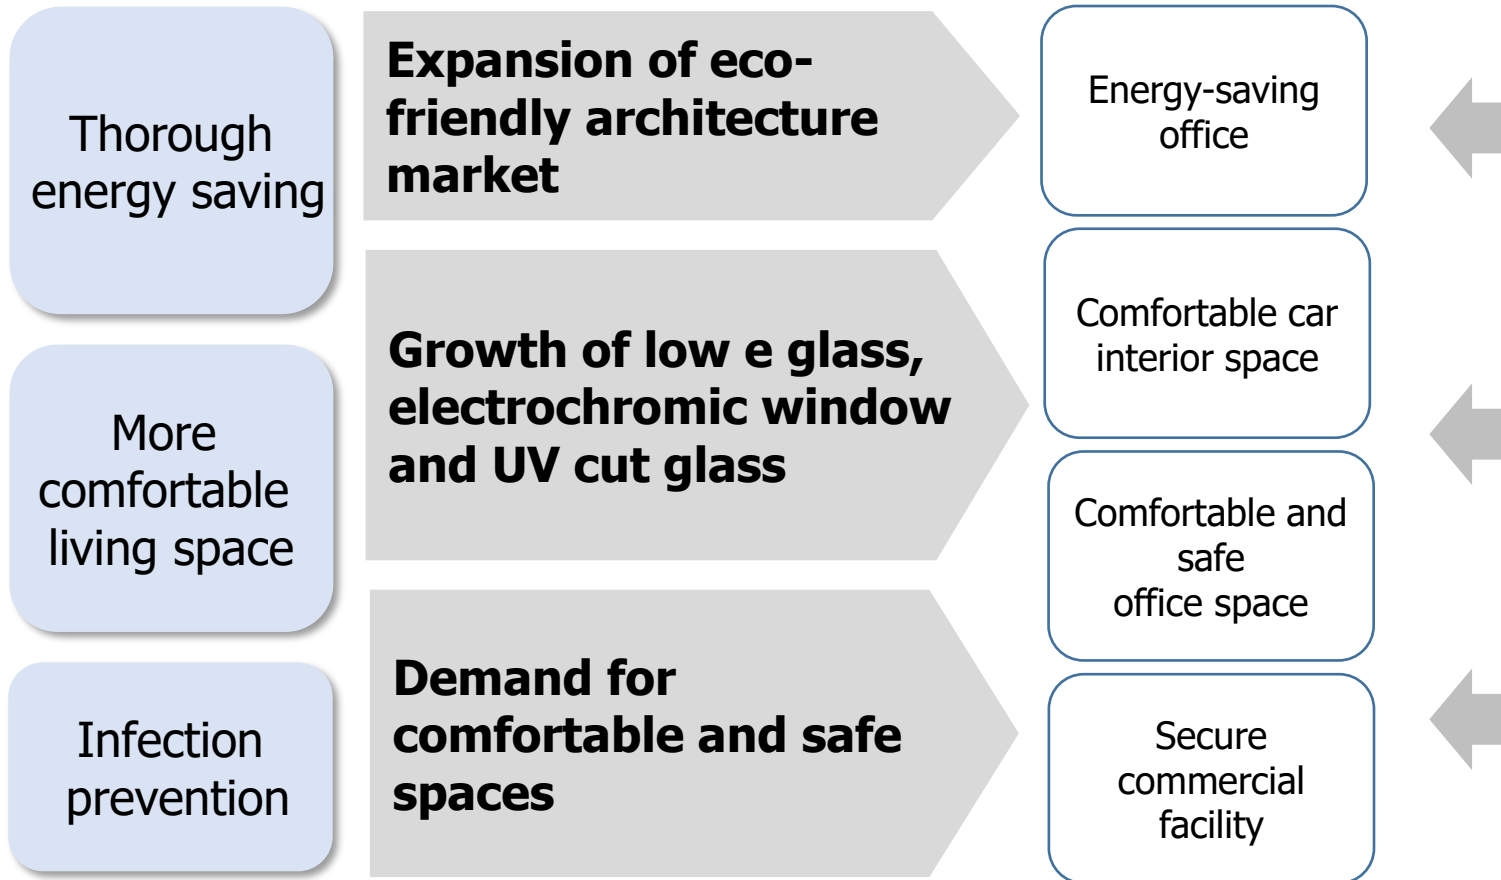 Thorough
energy saving
More
comfortable
living space
Infection
prevention
Expansion of eco-
friendly architecture
market
Growth of low e glass,
electrochromic window
and UV cut glass
Demand for
comfortable and safe
spaces
Energy-saving
office
Comfortable car
interior space
Comfortable and
safe
office space
Secure
commercial
facility